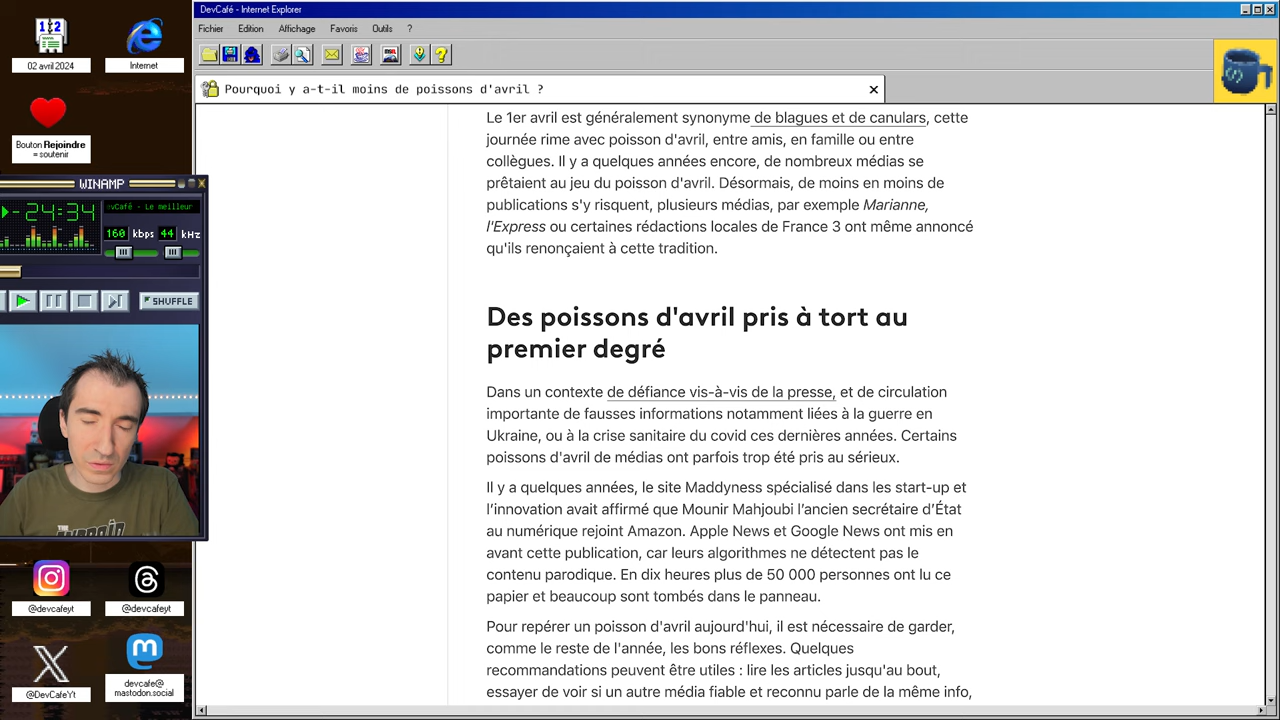 DevCafé - Internet Explorer
Fichier Edition Affichage Favoris Outils ?
Pourquoi y a-t-il moins de poissons d'avril ?
02 avril 2024
Internet
Bouton Rejoindre
= soutenir
WINAMP
-24:34
evCafé - Le meilleur
160 kbps 44 kHz
SHUFFLE
@devcafeyt
@devcafeyt
@DevCafeYt
devcafe@
mastodon.social
Le 1er avril est généralement synonyme de blagues et de canulars, cette
journée rime avec poisson d'avril, entre amis, en famille ou entre
collègues. Il y a quelques années encore, de nombreux médias se
prêtaient au jeu du poisson d'avril. Désormais, de moins en moins de
publications s'y risquent, plusieurs médias, par exemple Marianne,
l'Express ou certaines rédactions locales de France 3 ont même annoncé
qu'ils renonçaient à cette tradition.
Des poissons d'avril pris à tort au
premier degré
Dans un contexte de défiance vis-à-vis de la presse, et de circulation
importante de fausses informations notamment liées à la guerre en
Ukraine, ou à la crise sanitaire du covid ces dernières années. Certains
poissons d'avril de médias ont parfois trop été pris au sérieux.
Il y a quelques années, le site Maddyness spécialisé dans les start-up et
l'innovation avait affirmé que Mounir Mahjoubi l'ancien secrétaire d'État
au numérique rejoint Amazon. Apple News et Google News ont mis en
avant cette publication, car leurs algorithmes ne détectent pas le
contenu parodique. En dix heures plus de 50 000 personnes ont lu ce
papier et beaucoup sont tombés dans le panneau.
Pour repérer un poisson d'avril aujourd'hui, il est nécessaire de garder,
comme le reste de l'année, les bons réflexes. Quelques
recommandations peuvent être utiles : lire les articles jusqu'au bout,
essayer de voir si un autre média fiable et reconnu parle de la même info,